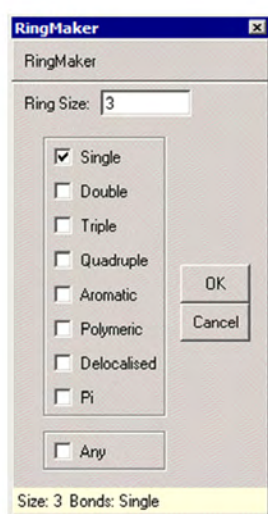 RingMaker
RingMaker
Ring Size: 3
Single
Double
Triple
Quadruple
Aromatic
Polymeric
Delocalised
Pi
OK
Cancel
Any
Size: 3 Bonds: Single